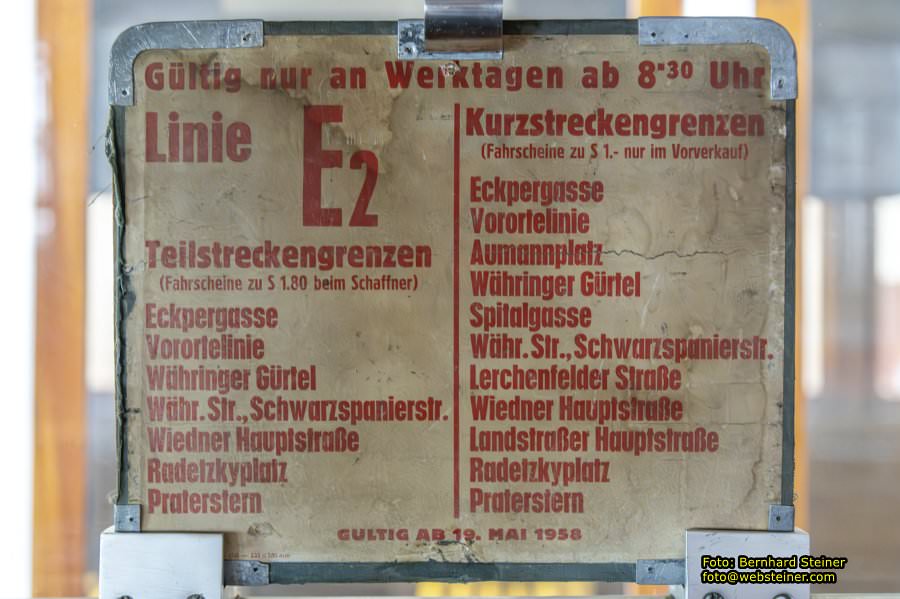 Gültig nur an Werktagen ab 8·30 Uhr
Linie E2
Teilstreckengrenzen
(Fahrscheine zu S 1.80 beim Schaffner)
Eckpergasse
Vorortelinie
Währinger Gürtel
Währ. Str., Schwarzspanierstr.
Wiedner Hauptstraße
Radetzkyplatz
Praterstern
Kurzstreckengrenzen
(Fahrscheine zu S 1.- nur im Vorverkauf)
Eckpergasse
Vorortelinie
Aumannplatz
Währinger Gürtel
Spitalgasse
Währ. Str., Schwarzspanierstr.
Lerchenfelder Straße
Wiedner Hauptstraße
Landstraßer Hauptstraße
Radetzkyplatz
Praterstern
GÜLTIG AB 19. MAI 1958
Foto: Bernhard Steiner
foto@websteiner.com